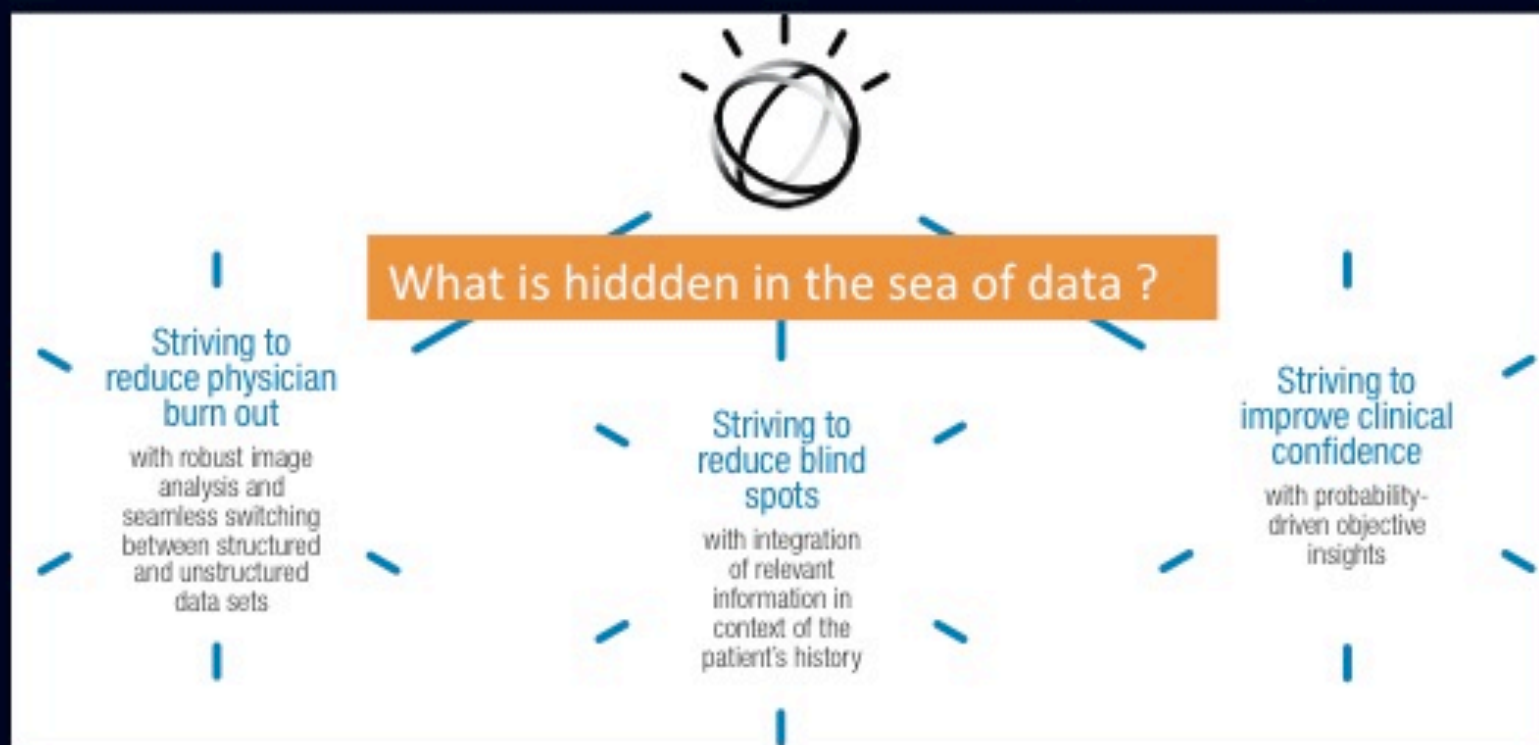 What is hiddden in the sea of data ?
Striving to
reduce physician
burn out
with robust image
analysis and
seamless switching
between structured
and unstructured
data sets
Striving to
reduce blind
spots
with integration
of relevant
information in
context of the
patient's history
Striving to
improve clinical
confidence
with probability-
driven objective
insights